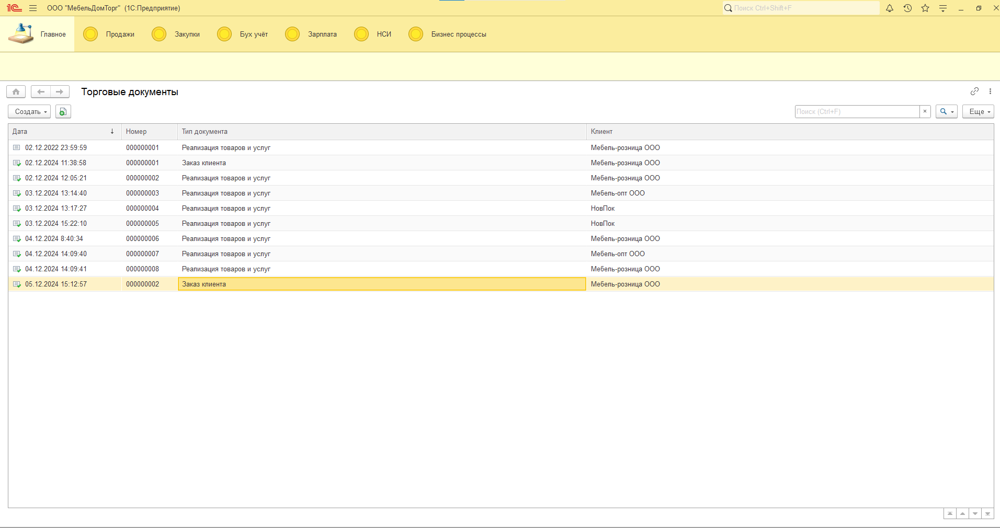 1С ООО "МебельДомТорг" (1С:Предприятие) Поиск Ctrl+Shift+F
Главное Продажи Закупки Бух учёт Зарплата НСИ Бизнес процессы
Торговые документы
Создать Поиск (Ctrl+F) × Еще
Дата ↓ Номер Тип документа Клиент
02.12.2022 23:59:59 000000001 Реализация товаров и услуг Мебель-розница ООО
02.12.2024 11:38:58 000000001 Заказ клиента Мебель-розница ООО
02.12.2024 12:05:21 000000002 Реализация товаров и услуг Мебель-розница ООО
03.12.2024 13:14:40 000000003 Реализация товаров и услуг Мебель-опт ООО
03.12.2024 13:17:27 000000004 Реализация товаров и услуг НовПок
03.12.2024 15:22:10 000000005 Реализация товаров и услуг НовПок
04.12.2024 8:40:34 000000006 Реализация товаров и услуг Мебель-розница ООО
04.12.2024 14:09:40 000000007 Реализация товаров и услуг Мебель-опт ООО
04.12.2024 14:09:41 000000008 Реализация товаров и услуг Мебель-розница ООО
05.12.2024 15:12:57 000000002 Заказ клиента Мебель-розница ООО